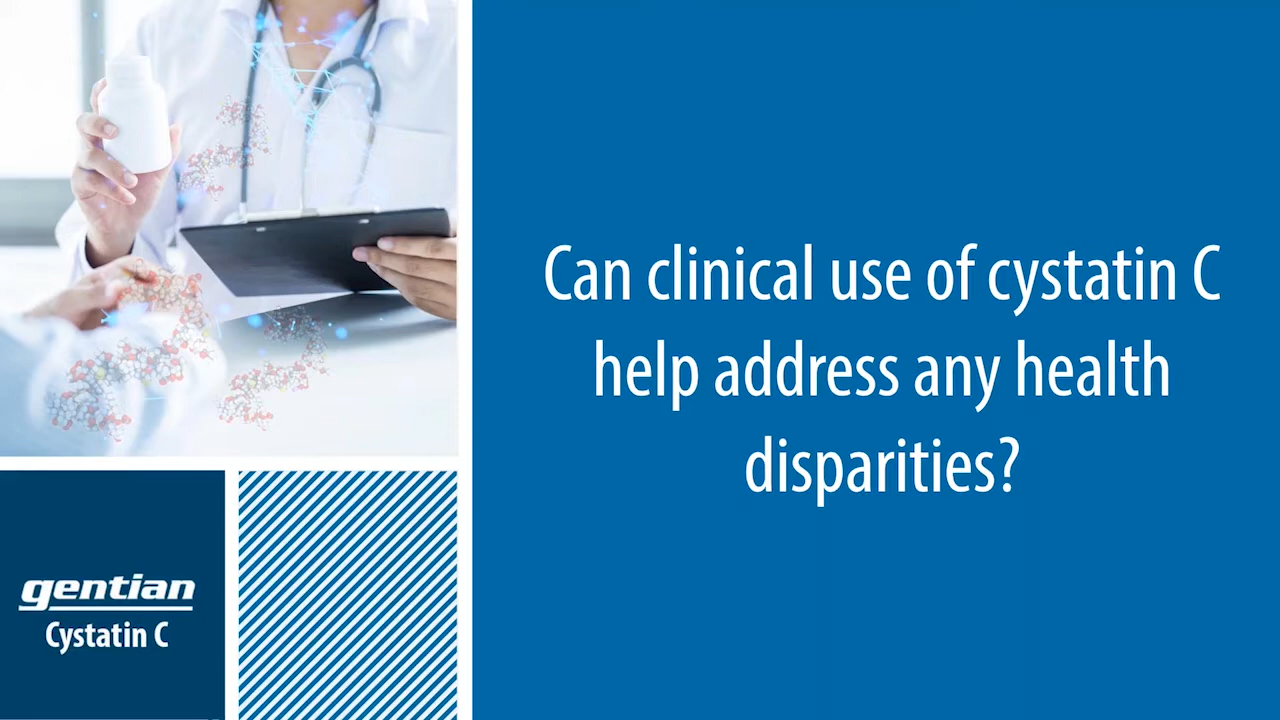 Can clinical use of cystatin C
help address any health
disparities?
gentian
Cystatin C